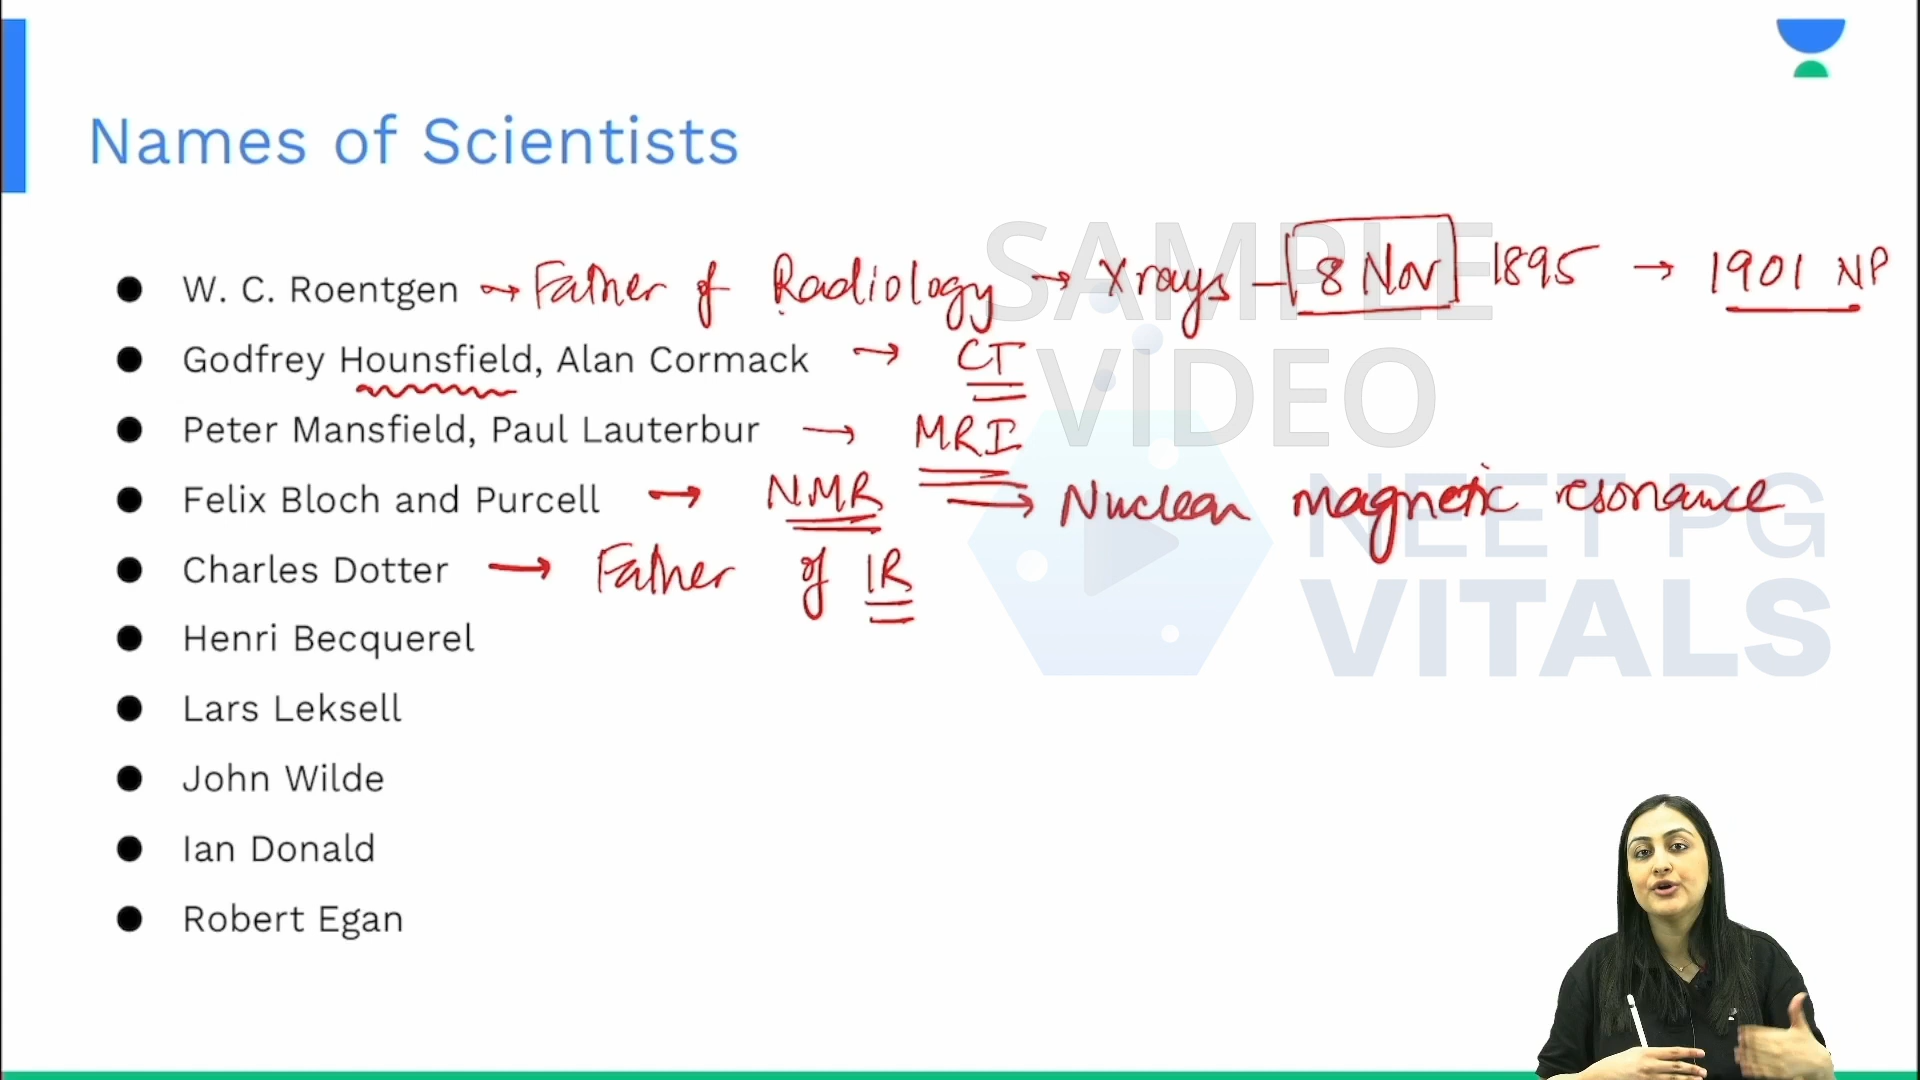 Names of Scientists
W. C. Roentgen → Father of Radiology → X rays – 8 Nov 1895 → 1901 NP
Godfrey Hounsfield, Alan Cormack → CT
Peter Mansfield, Paul Lauterbur → MRI
Felix Bloch and Purcell → NMR → Nuclear magnetic resonance
Charles Dotter → Father of IR
Henri Becquerel
Lars Leksell
John Wilde
Ian Donald
Robert Egan
SAMPLE
VIDEO
NEET PG
VITALS